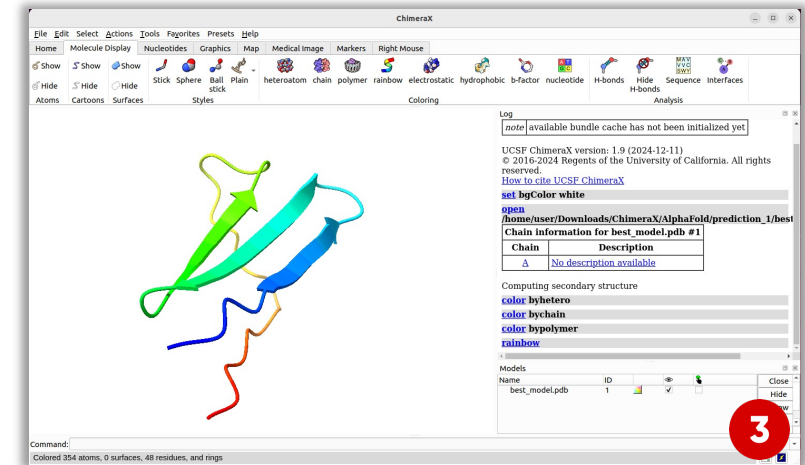 ChimeraX
File Edit Select Actions Tools Favorites Presets Help
Home Molecule Display Nucleotides Graphics Map Medical Image Markers Right Mouse
Show Show Show
Hide Hide Hide
Atoms Cartoons Surfaces
Stick Sphere Ball stick Plain
Styles
heteroatom chain polymer rainbow electrostatic hydrophobic b-factor nucleotide
Coloring
H-bonds Hide H-bonds Sequence Interfaces
Analysis
Log
note available bundle cache has not been initialized yet
UCSF ChimeraX version: 1.9 (2024-12-11)
© 2016-2024 Regents of the University of California. All rights
reserved.
How to cite UCSF ChimeraX
set bgColor white
open
/home/user/Downloads/ChimeraX/AlphaFold/prediction_1/best
Chain information for best_model.pdb #1
Chain Description
A No description available
Computing secondary structure
color byhetero
color bychain
color bypolymer
rainbow
Models
Name ID
best_model.pdb 1
Close
Hide
3
Command:
Colored 354 atoms, 0 surfaces, 48 residues, and rings